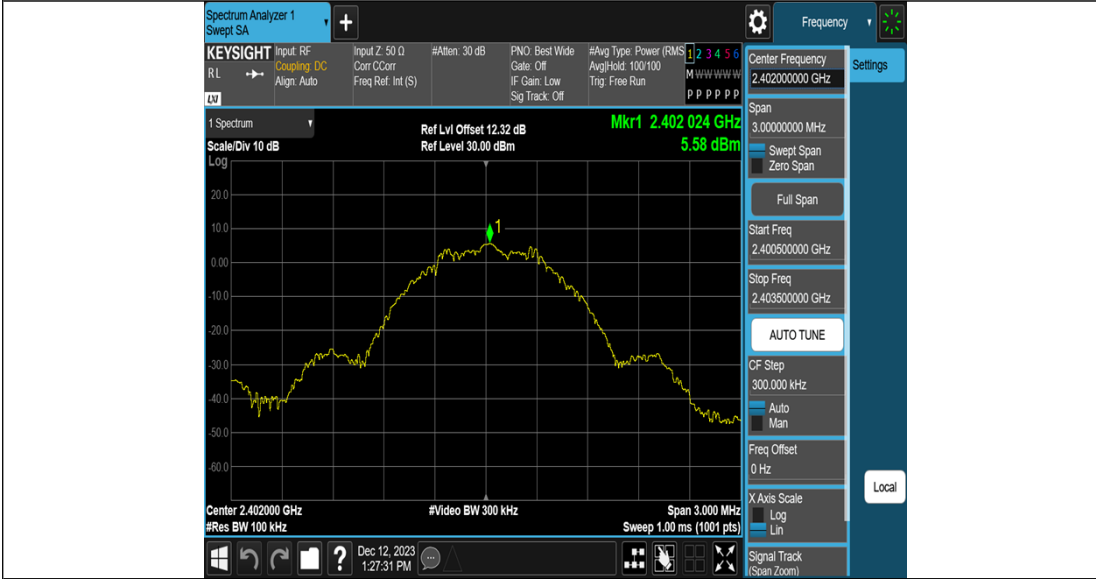 Spectrum Analyzer 1
Swept SA
+
Frequency
KEYSIGHT
RL
LXI
Input: RF
Coupling: DC
Align: Auto
Input Z: 50 Ω
Corr CCorr
Freq Ref: Int (S)
#Atten: 30 dB
PNO: Best Wide
Gate: Off
IF Gain: Low
Sig Track: Off
#Avg Type: Power (RMS
Avg|Hold: 100/100
Trig: Free Run
1 2 3 4 5 6
M W W W W W
P P P P P P
1 Spectrum
Scale/Div 10 dB
Log
Ref Lvl Offset 12.32 dB
Ref Level 30.00 dBm
Mkr1 2.402 024 GHz
5.58 dBm
20.0
10.0
0.00
-10.0
-20.0
-30.0
-40.0
-50.0
-60.0
1
Center 2.402000 GHz
#Res BW 100 kHz
#Video BW 300 kHz
Span 3.000 MHz
Sweep 1.00 ms (1001 pts)
Dec 12, 2023
1:27:31 PM
?
Center Frequency
2.402000000 GHz
Span
3.00000000 MHz
Swept Span
Zero Span
Full Span
Start Freq
2.400500000 GHz
Stop Freq
2.403500000 GHz
AUTO TUNE
CF Step
300.000 kHz
Auto
Man
Freq Offset
0 Hz
X Axis Scale
Log
Lin
Signal Track
(Span Zoom)
Settings
Local